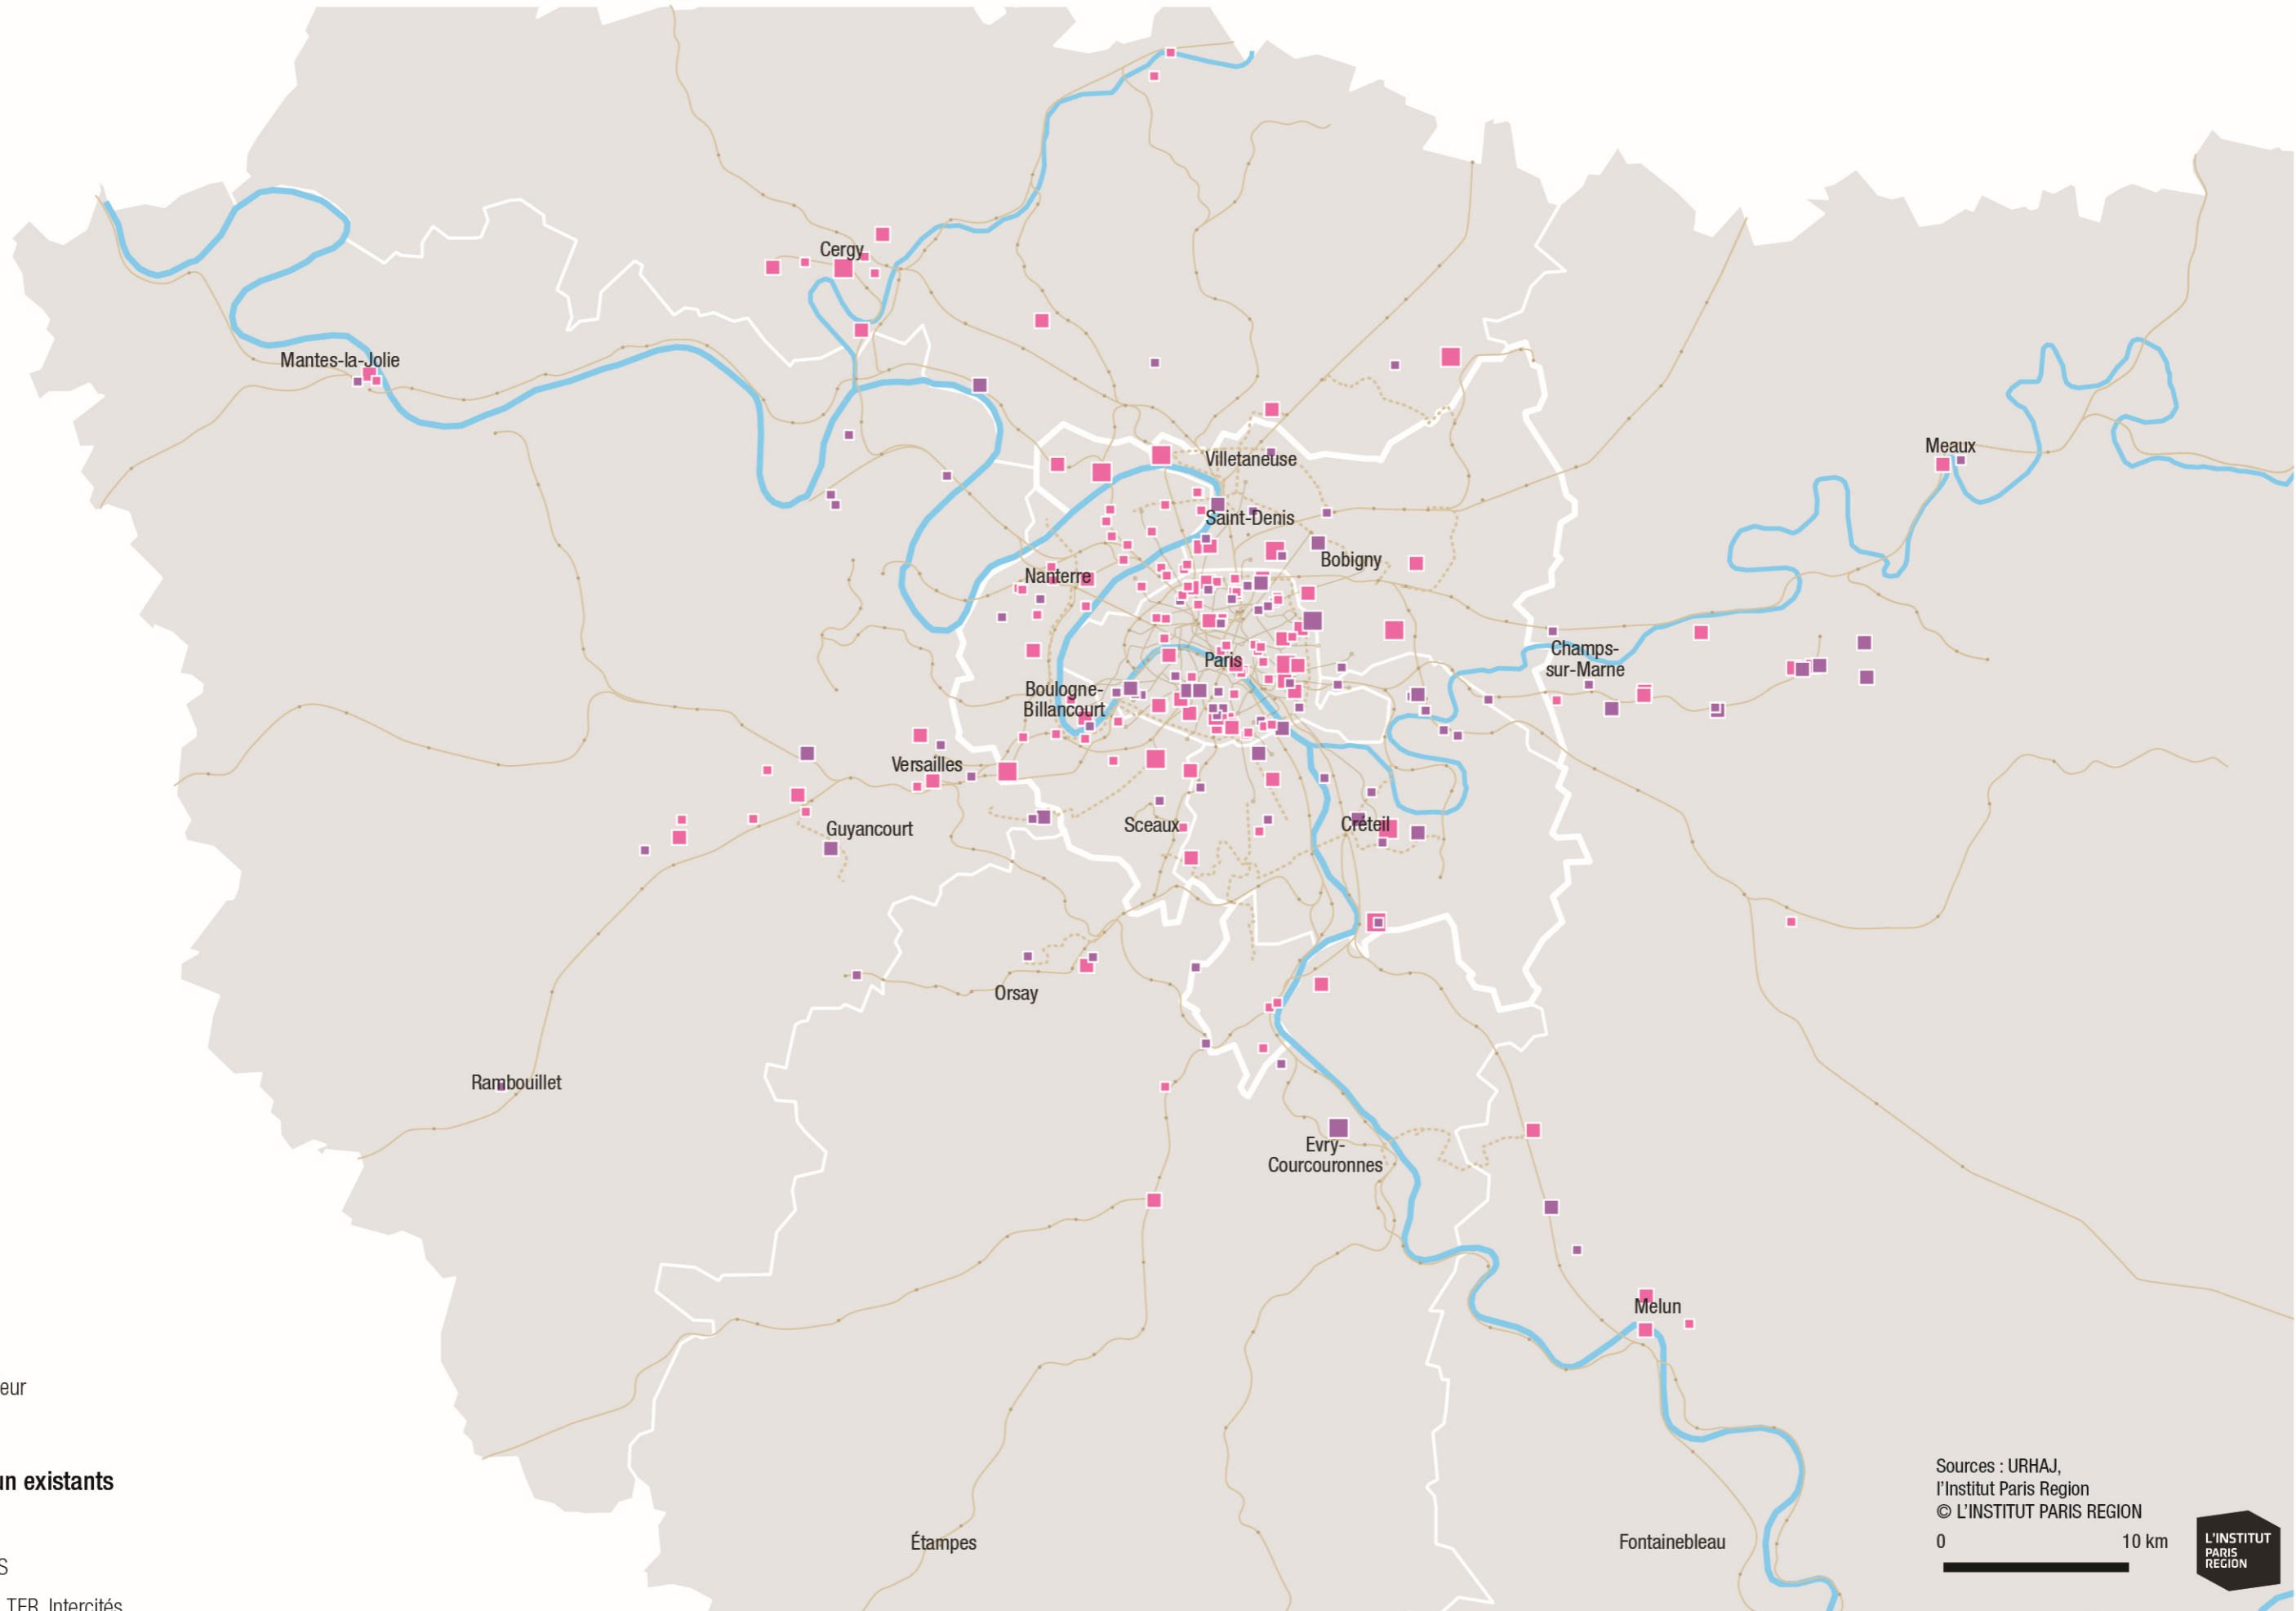 Cergy
Mantes-la-Jolie
Villetaneuse
Meaux
Saint-Denis
Bobigny
Nanterre
Paris
Champs-
sur-Marne
Boulogne-
Billancourt
Versailles
Guyancourt
Sceaux
Créteil
Orsay
Rambouillet
Evry-
Courcouronnes
Melun
eur
un existants
S
TER, Intercités
Étampes
Fontainebleau
Sources : URHAJ,
l'Institut Paris Region
© L'INSTITUT PARIS REGION
0 10 km
L'INSTITUT
PARIS
REGION